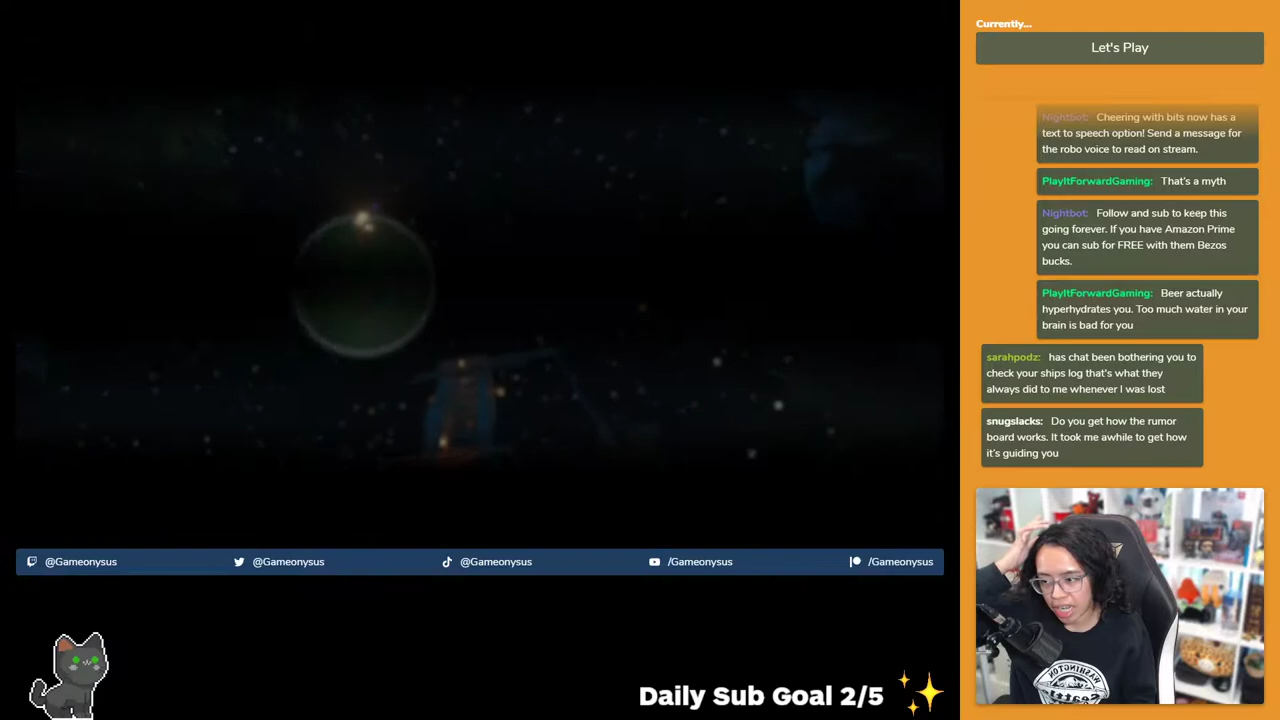 Currently...
Let's Play
Nightbot: Cheering with bits now has a
text to speech option! Send a message for
the robo voice to read on stream.
PlayItForwardGaming: That's a myth
Nightbot: Follow and sub to keep this
going forever. If you have Amazon Prime
you can sub for FREE with them Bezos
bucks.
PlayItForwardGaming: Beer actually
hyperhydrates you. Too much water in your
brain is bad for you
sarahpodz: has chat been bothering you to
check your ships log that's what they
always did to me whenever I was lost
snugslacks: Do you get how the rumor
board works. It took me awhile to get how
it's guiding you
@Gameonysus @Gameonysus @Gameonysus /Gameonysus /Gameonysus
Daily Sub Goal 2/5
WASHINGTON
Seattle